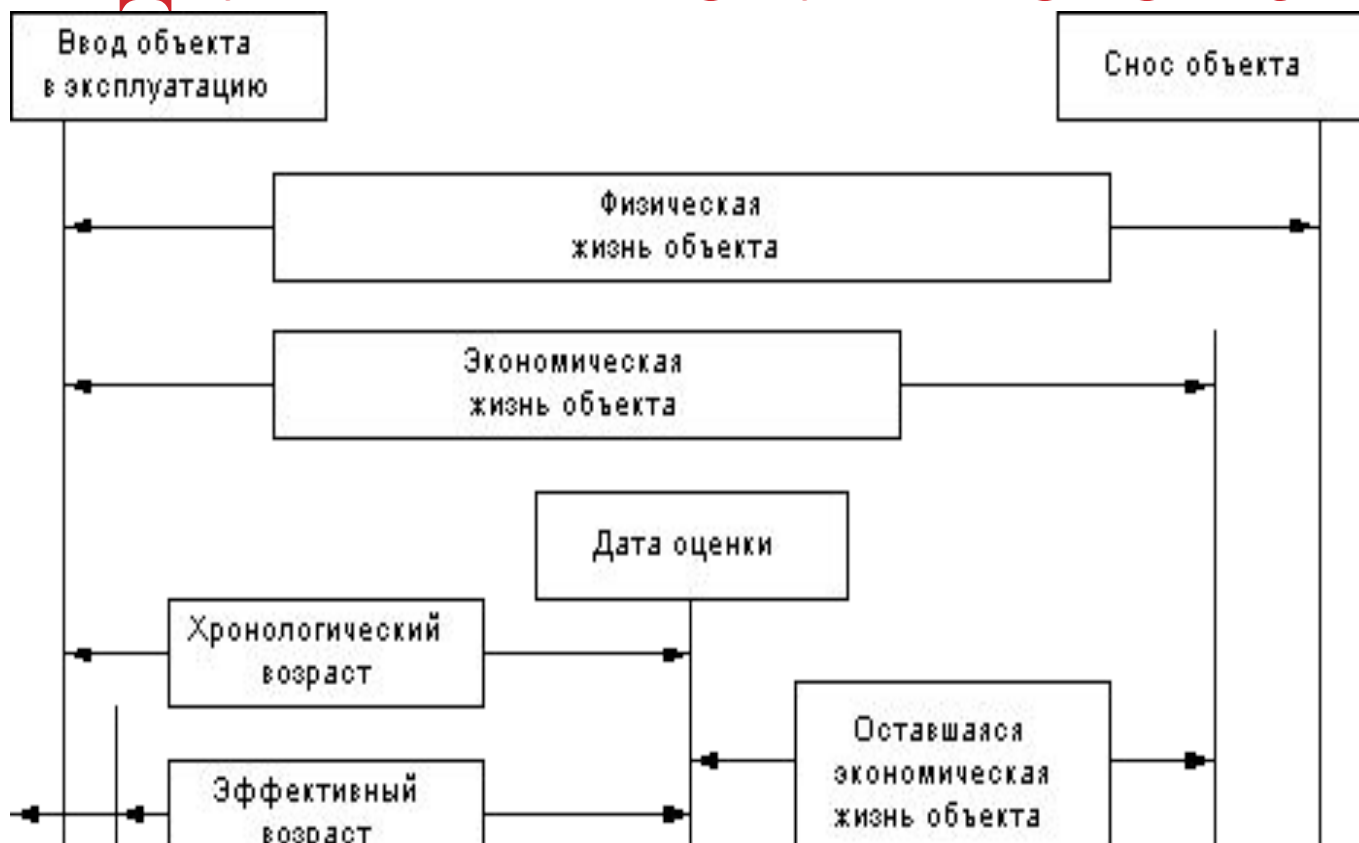 Ввод объекта
в эксплуатацию
Снос объекта
Физическая
жизнь объекта
Экономическая
жизнь объекта
Дата оценки
Хронологический
возраст
Оставшаяся
экономическая
жизнь объекта
Эффективный
возраст